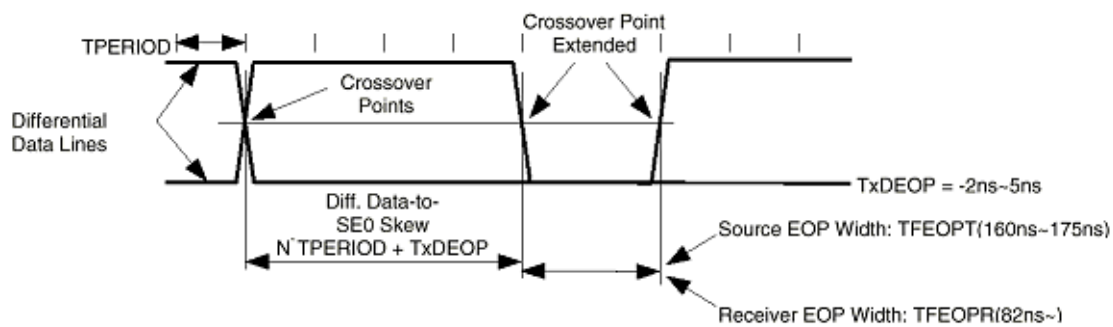 Crossover Point
Extended
TPERIOD
Crossover
Points
Differential
Data Lines
TxDEOP = -2ns~5ns
Diff. Data-to-
SE0 Skew
N*TPERIOD + TxDEOP
Source EOP Width: TFEOPT(160ns~175ns)
Receiver EOP Width: TFEOPR(82ns~)